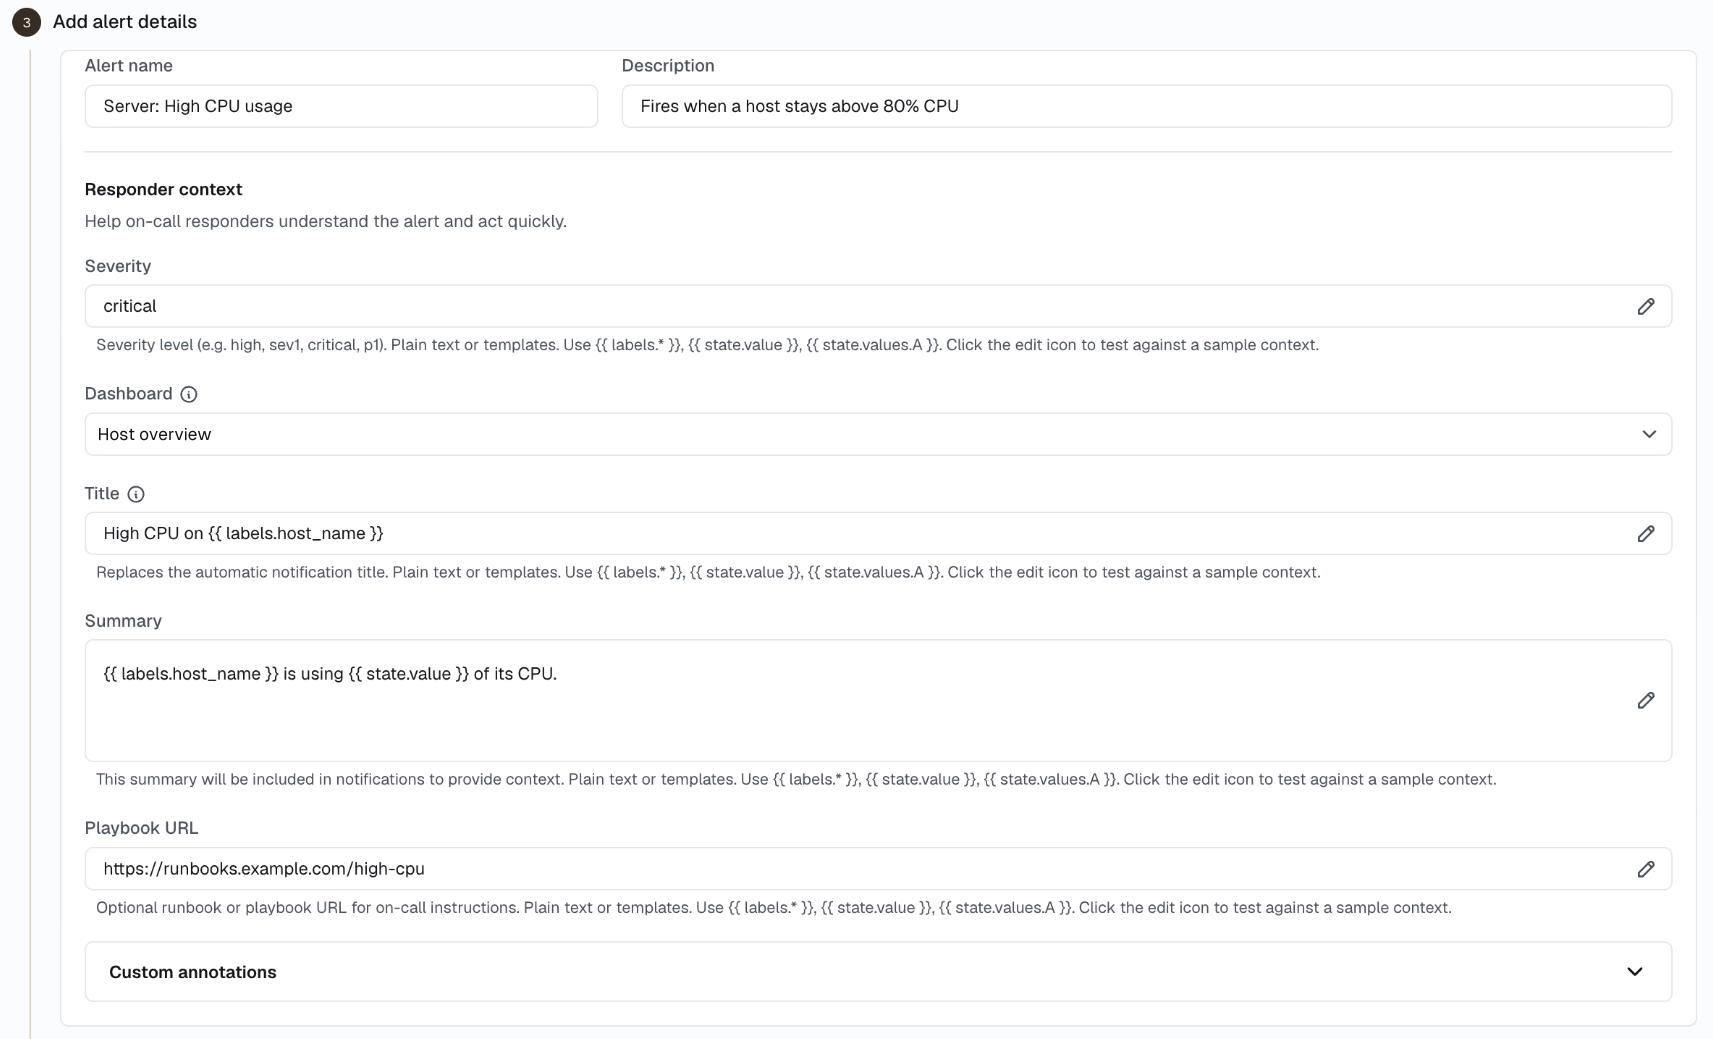 3 Add alert details
Alert name
Description
Server: High CPU usage
Fires when a host stays above 80% CPU
Responder context
Help on-call responders understand the alert and act quickly.
Severity
critical
Severity level (e.g. high, sev1, critical, p1). Plain text or templates. Use {{ labels.* }}, {{ state.value }}, {{ state.values.A }}. Click the edit icon to test against a sample context.
Dashboard
Host overview
Title
High CPU on {{ labels.host_name }}
Replaces the automatic notification title. Plain text or templates. Use {{ labels.* }}, {{ state.value }}, {{ state.values.A }}. Click the edit icon to test against a sample context.
Summary
{{ labels.host_name }} is using {{ state.value }} of its CPU.
This summary will be included in notifications to provide context. Plain text or templates. Use {{ labels.* }}, {{ state.value }}, {{ state.values.A }}. Click the edit icon to test against a sample context.
Playbook URL
https://runbooks.example.com/high-cpu
Optional runbook or playbook URL for on-call instructions. Plain text or templates. Use {{ labels.* }}, {{ state.value }}, {{ state.values.A }}. Click the edit icon to test against a sample context.
Custom annotations